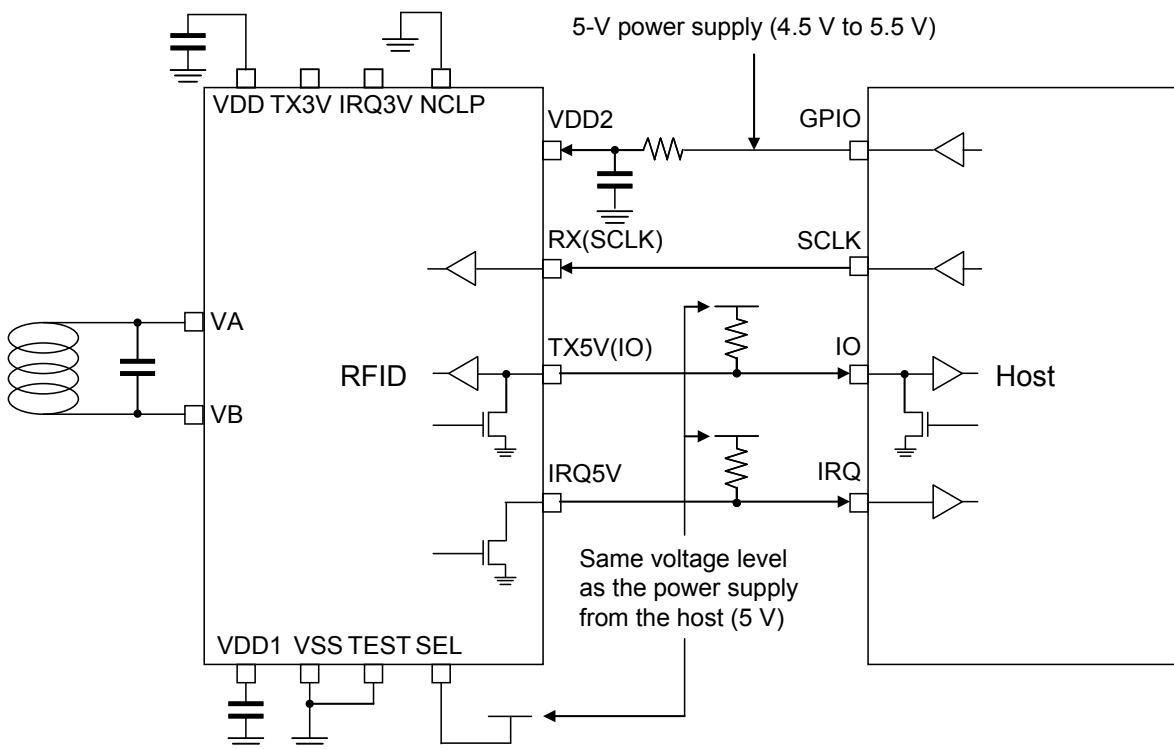 5-V power supply (4.5 V to 5.5 V)
VDD TX3V IRQ3V NCLP
VDD2
GPIO
RX(SCLK)
SCLK
VA
TX5V(IO)
IO
RFID
Host
VB
IRQ5V
IRQ
Same voltage level
as the power supply
from the host (5 V)
VDD1 VSS TEST SEL